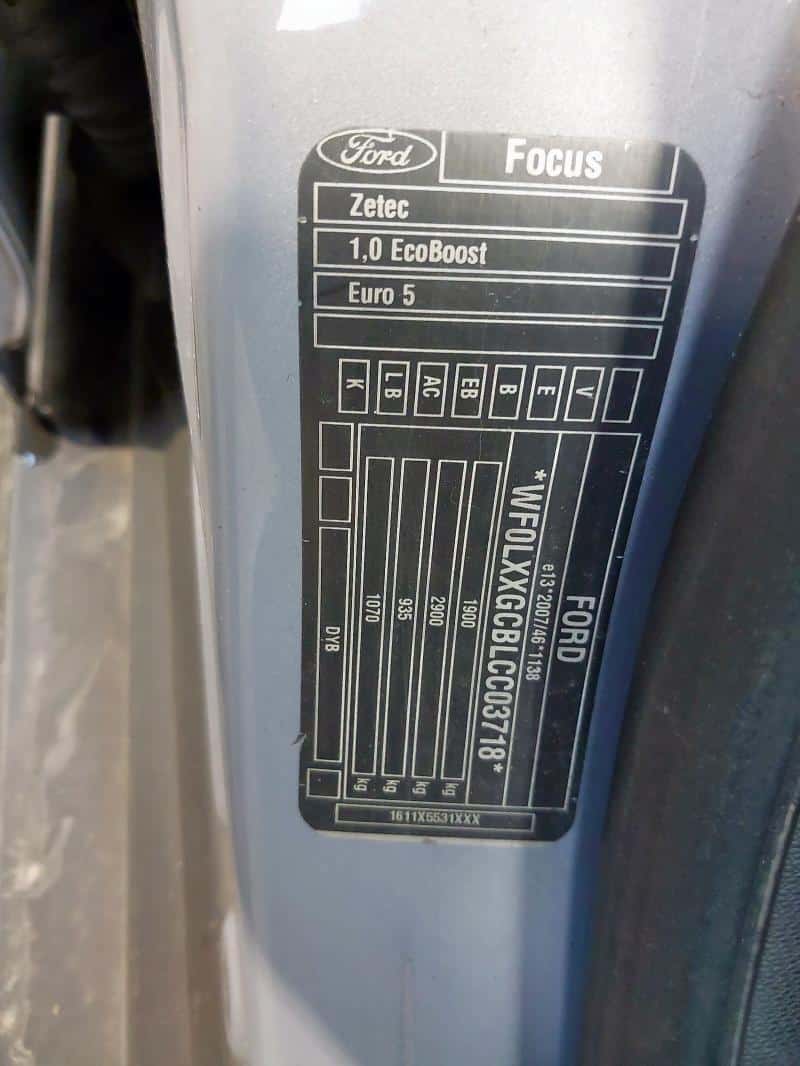 Ford
Focus
Zetec
1,0 EcoBoost
Euro 5
K LB AC EB B E V
FORD
e13*2007/46*1138
*WF0LXXGCBLCC03718*
1900 kg
2900 kg
935 kg
1070 kg
DYB
1611X5531XXX